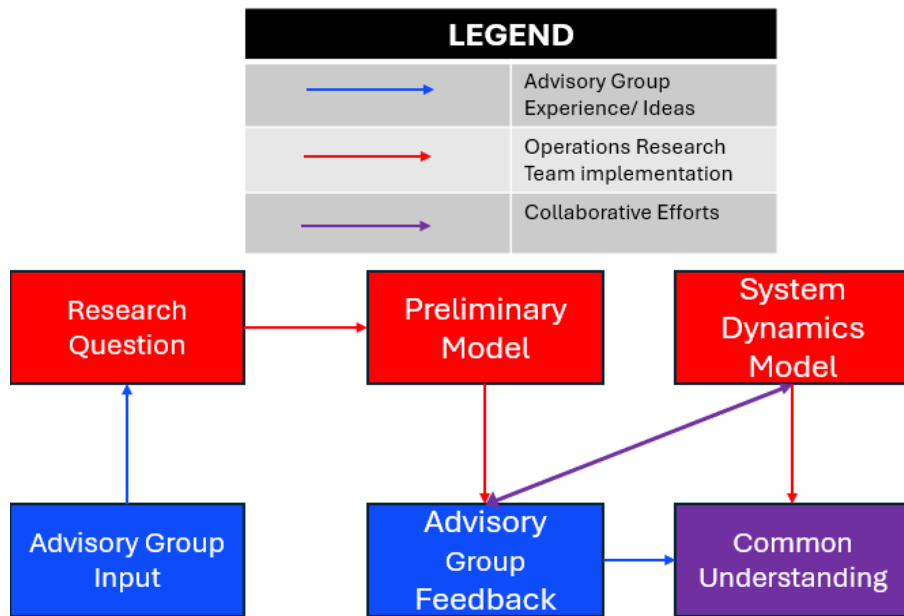 LEGEND
Advisory Group
Experience/ Ideas
Operations Research
Team implementation
Collaborative Efforts
Research
Question
Preliminary
Model
System
Dynamics
Model
Advisory Group
Input
Advisory
Group
Feedback
Common
Understanding